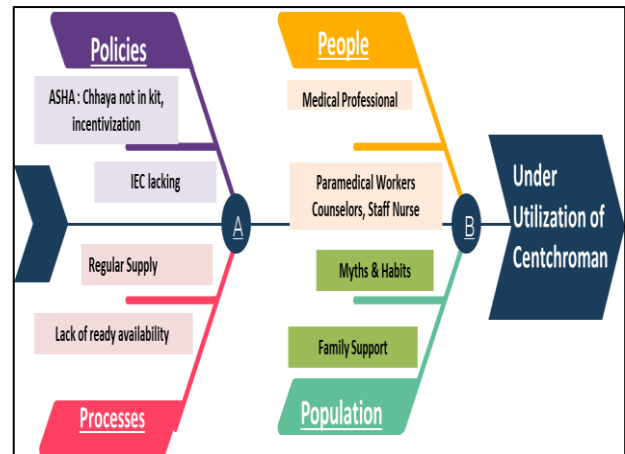 Policies
ASHA : Chhaya not in kit,
incentivization
IEC lacking
People
Medical Professional
Paramedical Workers
Counselors, Staff Nurse
A
B
Under
Utilization of
Centchroman
Regular Supply
Lack of ready availability
Processes
Myths & Habits
Family Support
Population